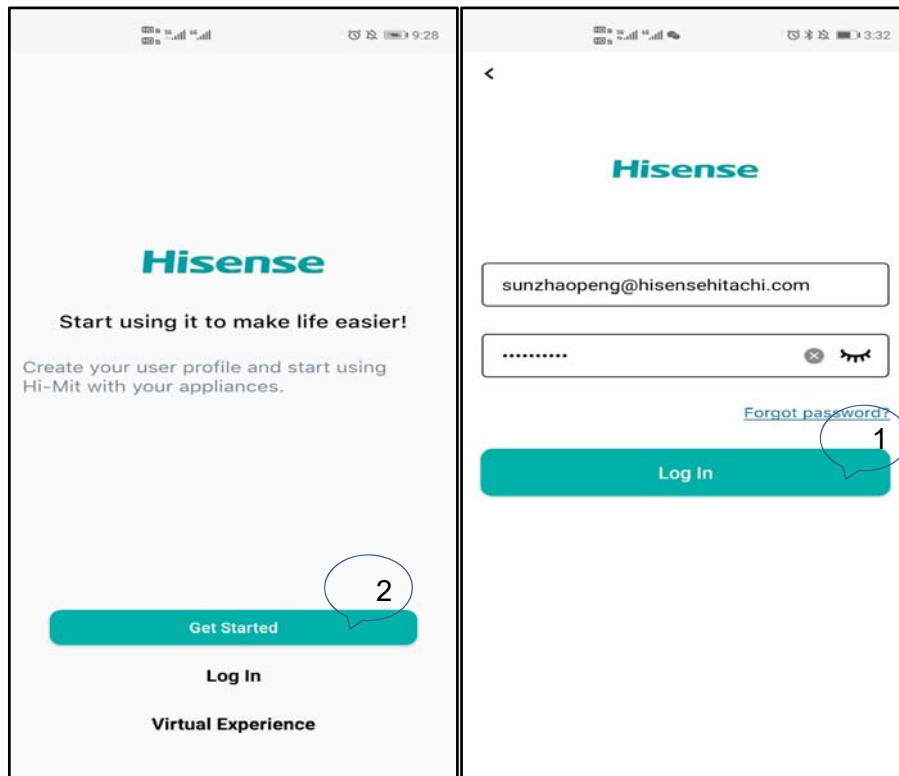 9:28
Hisense
Start using it to make life easier!
Create your user profile and start using
Hi-Mit with your appliances.
2
Get Started
Log In
Virtual Experience
3:32
<
Hisense
sunzhaopeng@hisensehitachi.com
..........
Forgot password?
1
Log In